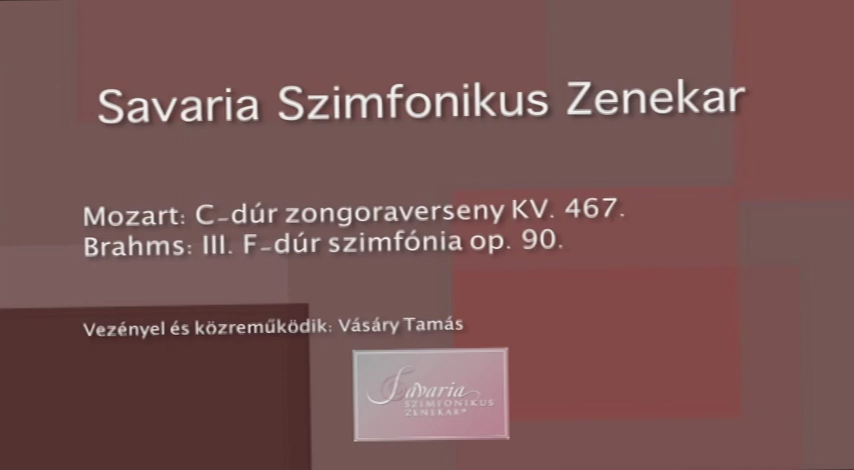 Savaria Szimfonikus Zenekar
Mozart: C-dúr zongoraverseny KV. 467.
Brahms: III. F-dúr szimfónia op. 90.
Vezényel és közreműködik: Vásáry Tamás
Savaria
SZIMFONIKUS
ZENEKAR®